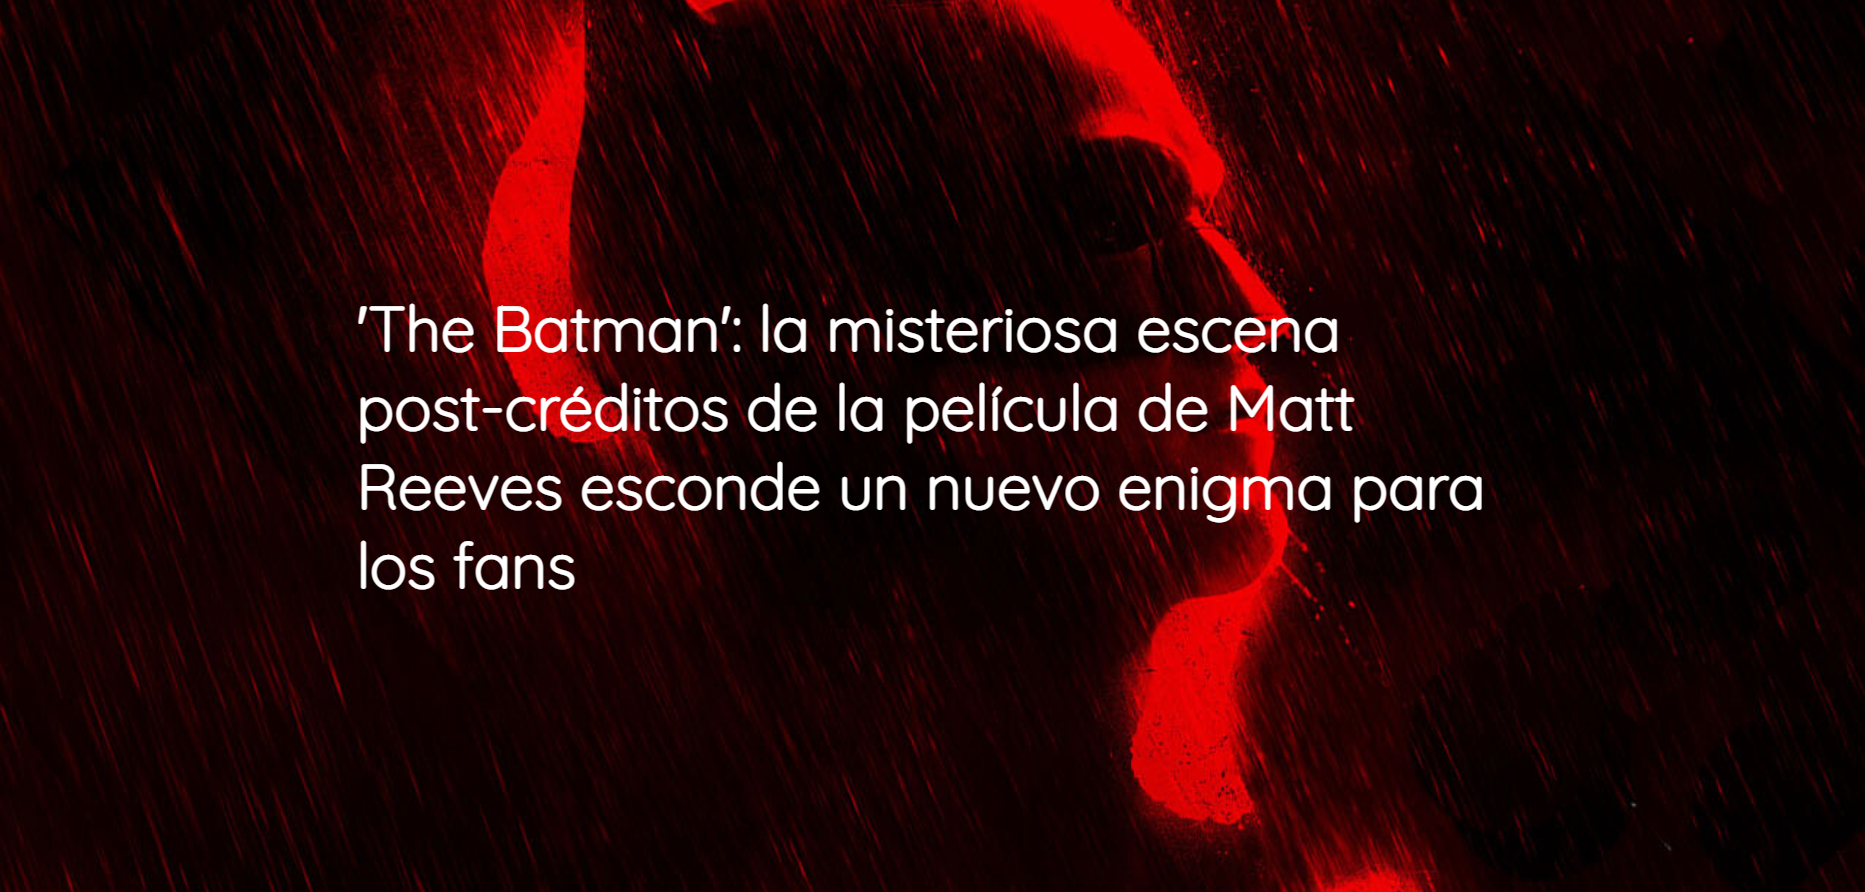 'The Batman': la misteriosa escena
post-créditos de la película de Matt
Reeves esconde un nuevo enigma para
los fans